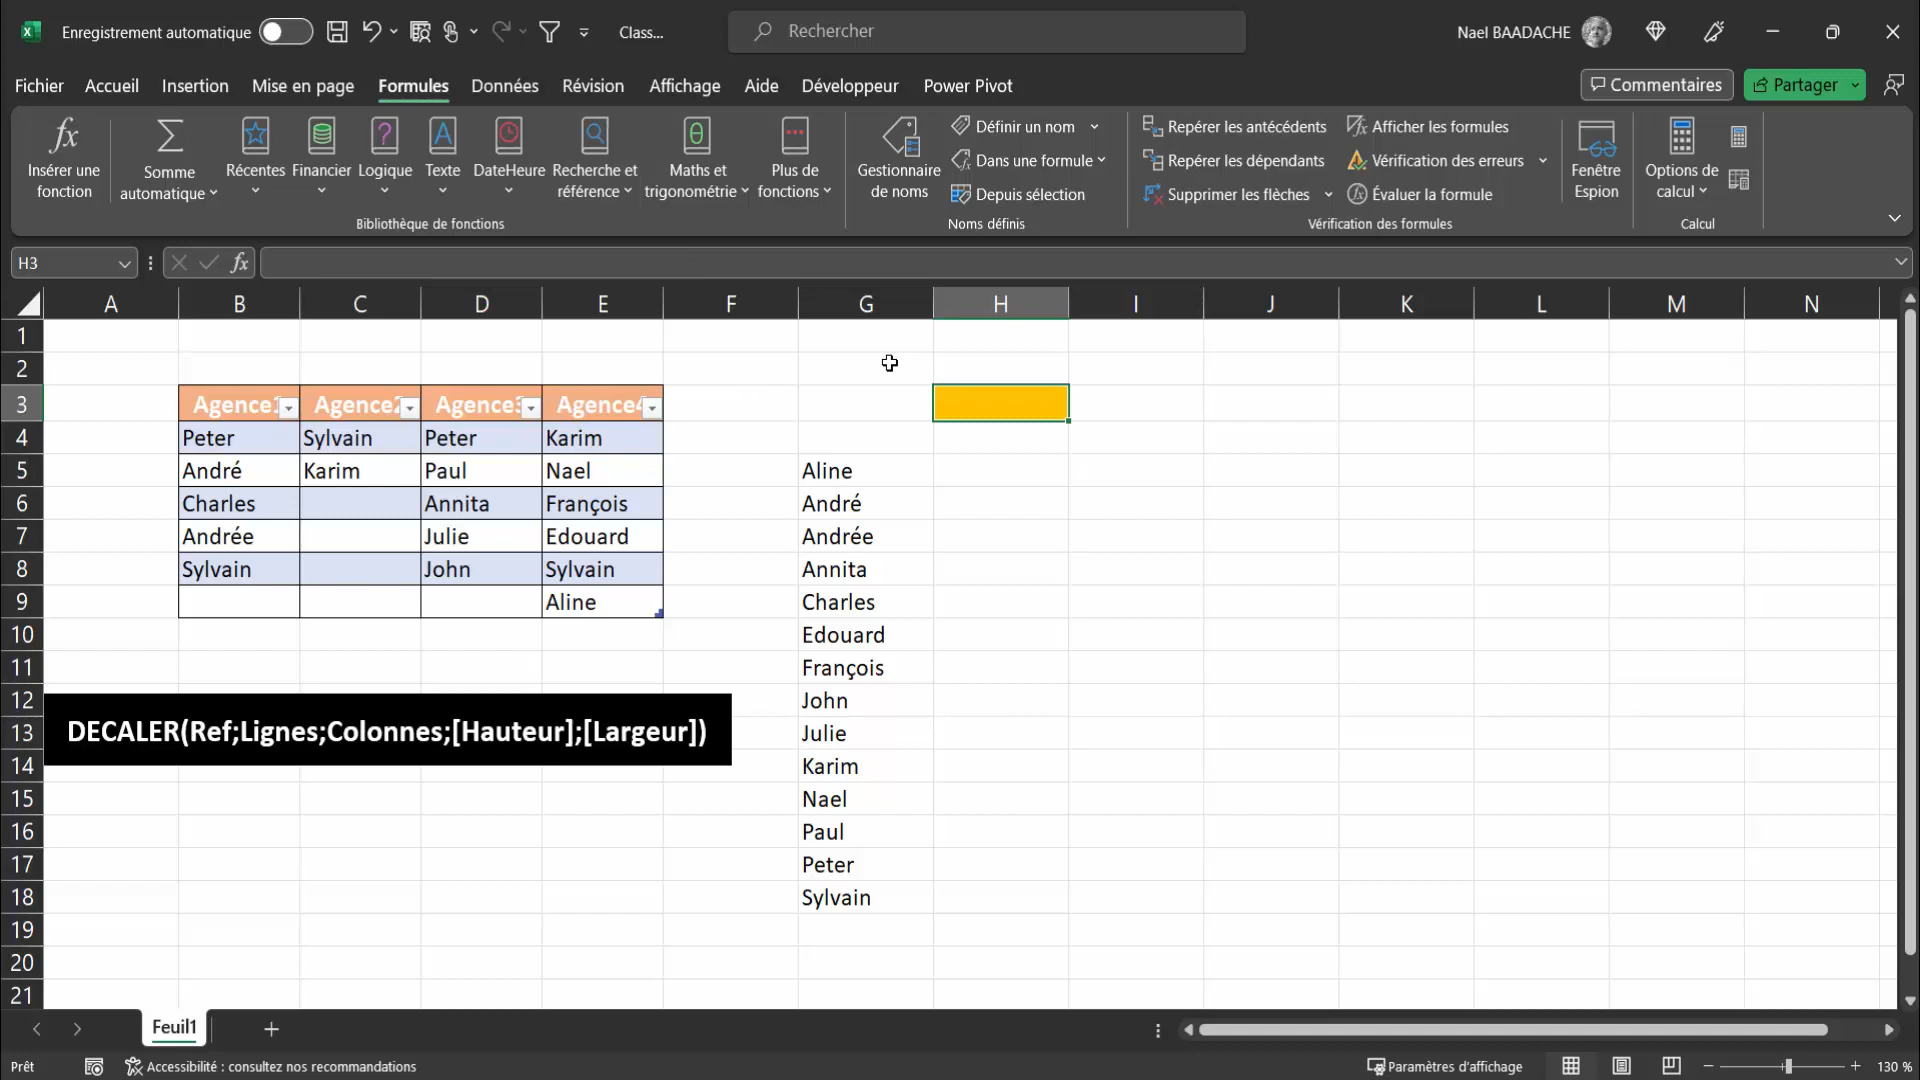 Enregistrement automatique
Class...
Rechercher
Nael BAADACHE
Fichier Accueil Insertion Mise en page Formules Données Révision Affichage Aide Développeur Power Pivot
Commentaires
Partager
Insérer une fonction
Somme automatique
Récentes
Financier
Logique
Texte
DateHeure
Recherche et référence
Maths et trigonométrie
Plus de fonctions
Bibliothèque de fonctions
Gestionnaire de noms
Définir un nom
Dans une formule
Depuis sélection
Noms définis
Repérer les antécédents
Repérer les dépendants
Supprimer les flèches
Afficher les formules
Vérification des erreurs
Évaluer la formule
Vérification des formules
Fenêtre Espion
Options de calcul
Calcul
H3
fx
A B C D E F G H I J K L M N
1
2
3 Agence1 Agence2 Agence3 Agence4
4 Peter Sylvain Peter Karim
5 André Karim Paul Nael Aline
6 Charles Annita François André
7 Andrée Julie Edouard Andrée
8 Sylvain John Sylvain Annita
9 Aline Charles
10 Edouard
11 François
12 John
13 Julie
DECALER(Ref;Lignes;Colonnes;[Hauteur];[Largeur])
14 Karim
15 Nael
16 Paul
17 Peter
18 Sylvain
19
20
21
Feuil1
Prêt
Accessibilité : consultez nos recommandations
Paramètres d'affichage
130 %